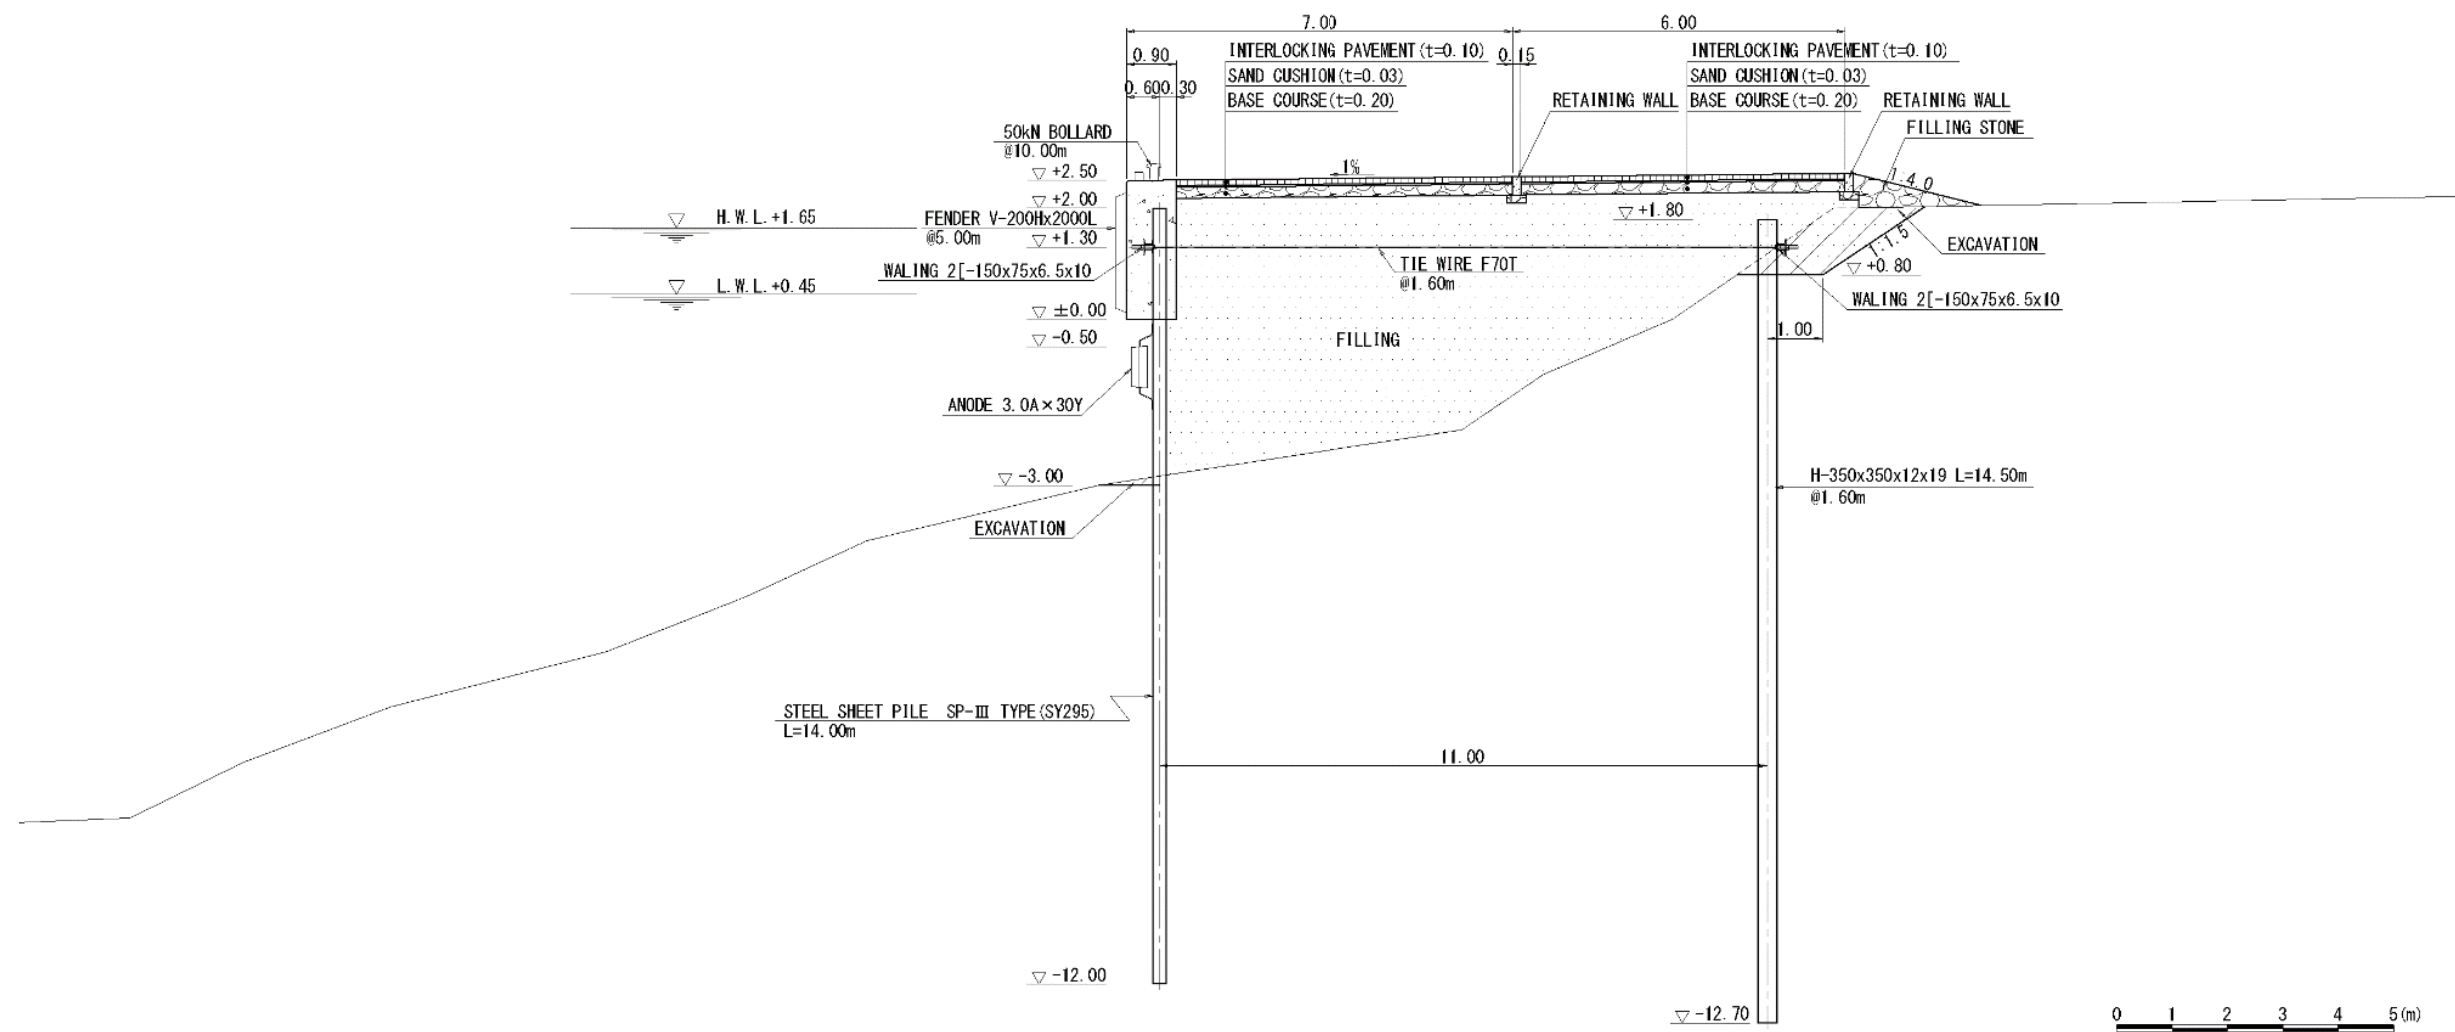 7.00
6.00
0.90
INTERLOCKING PAVEMENT(t=0.10)
0.15
INTERLOCKING PAVEMENT(t=0.10)
SAND CUSHION(t=0.03)
SAND CUSHION(t=0.03)
0.600.30
BASE COURSE(t=0.20)
RETAINING WALL
BASE COURSE(t=0.20)
RETAINING WALL
50kN BOLLARD
@10.00m
FILLING STONE
1%
+2.50
1:4.0
+2.00
H.W.L.+1.65
FENDER V-200Hx2000L
@5.00m
+1.80
+1.30
1:1.5
EXCAVATION
WALING 2[-150x75x6.5x10
TIE WIRE F70T
@1.60m
+0.80
L.W.L.+0.45
WALING 2[-150x75x6.5x10
±0.00
1.00
-0.50
FILLING
ANODE 3.0A×30Y
-3.00
H-350x350x12x19 L=14.50m
@1.60m
EXCAVATION
STEEL SHEET PILE SP-Ⅲ TYPE(SY295)
L=14.00m
11.00
-12.00
-12.70
0 1 2 3 4 5(m)